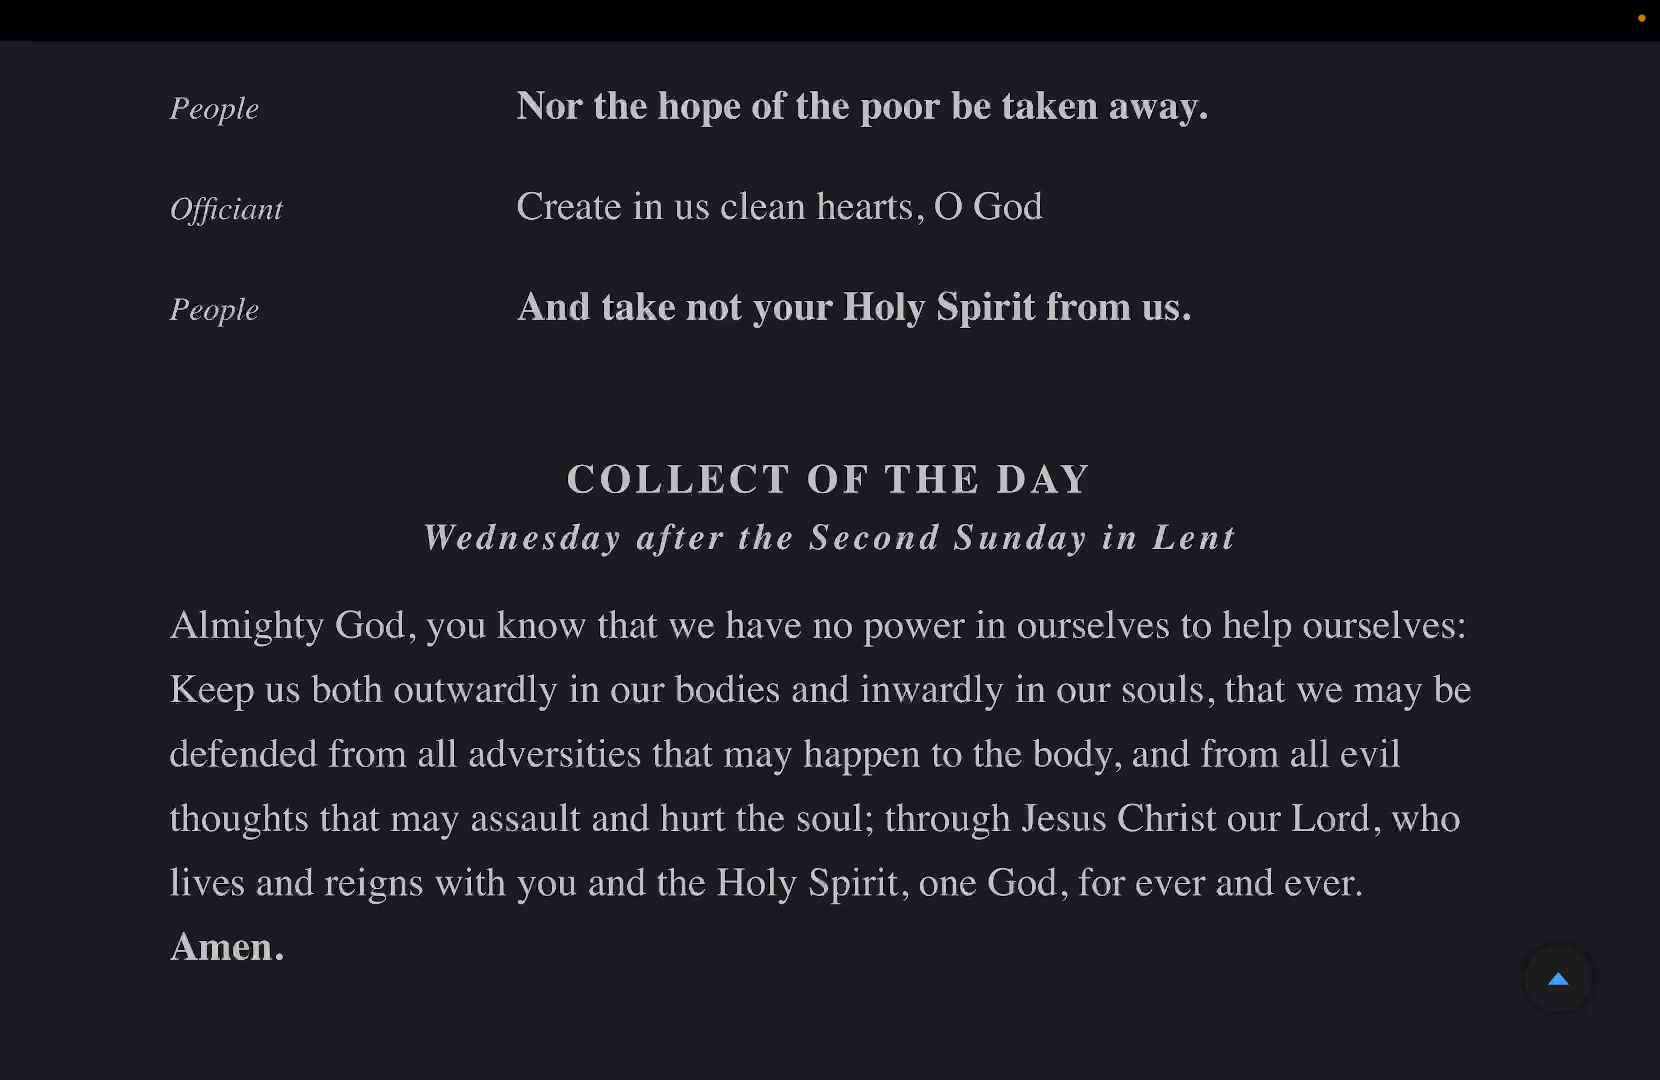 People Nor the hope of the poor be taken away.
Officiant Create in us clean hearts, O God
People And take not your Holy Spirit from us.
COLLECT OF THE DAY
Wednesday after the Second Sunday in Lent
Almighty God, you know that we have no power in ourselves to help ourselves:
Keep us both outwardly in our bodies and inwardly in our souls, that we may be
defended from all adversities that may happen to the body, and from all evil
thoughts that may assault and hurt the soul; through Jesus Christ our Lord, who
lives and reigns with you and the Holy Spirit, one God, for ever and ever.
Amen.